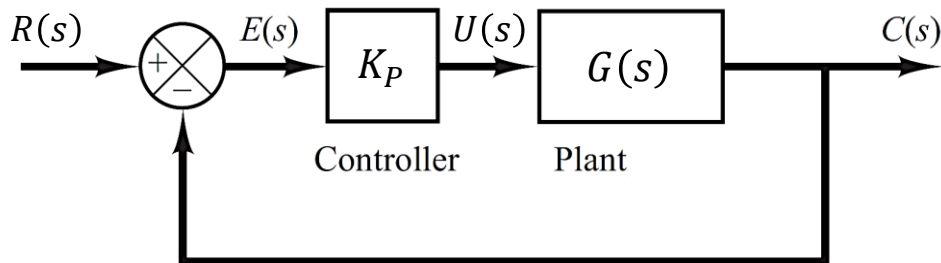 R(s)
+
−
E(s)
K_P
U(s)
G(s)
C(s)
Controller
Plant